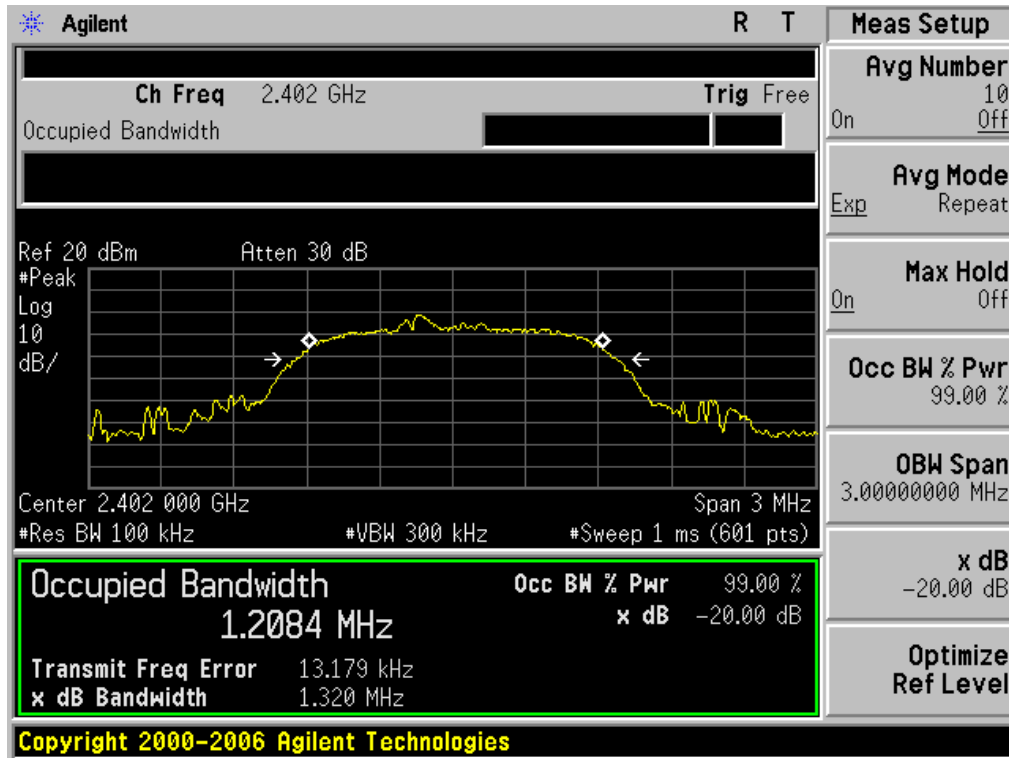 Agilent R T
Ch Freq 2.402 GHz Trig Free
Occupied Bandwidth
Ref 20 dBm Atten 30 dB
#Peak
Log
10
dB/
Center 2.402 000 GHz Span 3 MHz
#Res BW 100 kHz #VBW 300 kHz #Sweep 1 ms (601 pts)
Occupied Bandwidth
1.2084 MHz
Occ BW % Pwr 99.00 %
x dB -20.00 dB
Transmit Freq Error 13.179 kHz
x dB Bandwidth 1.320 MHz
Copyright 2000-2006 Agilent Technologies
Meas Setup
Avg Number
10
On Off
Avg Mode
Exp Repeat
Max Hold
On Off
Occ BW % Pwr
99.00 %
OBW Span
3.00000000 MHz
x dB
-20.00 dB
Optimize
Ref Level